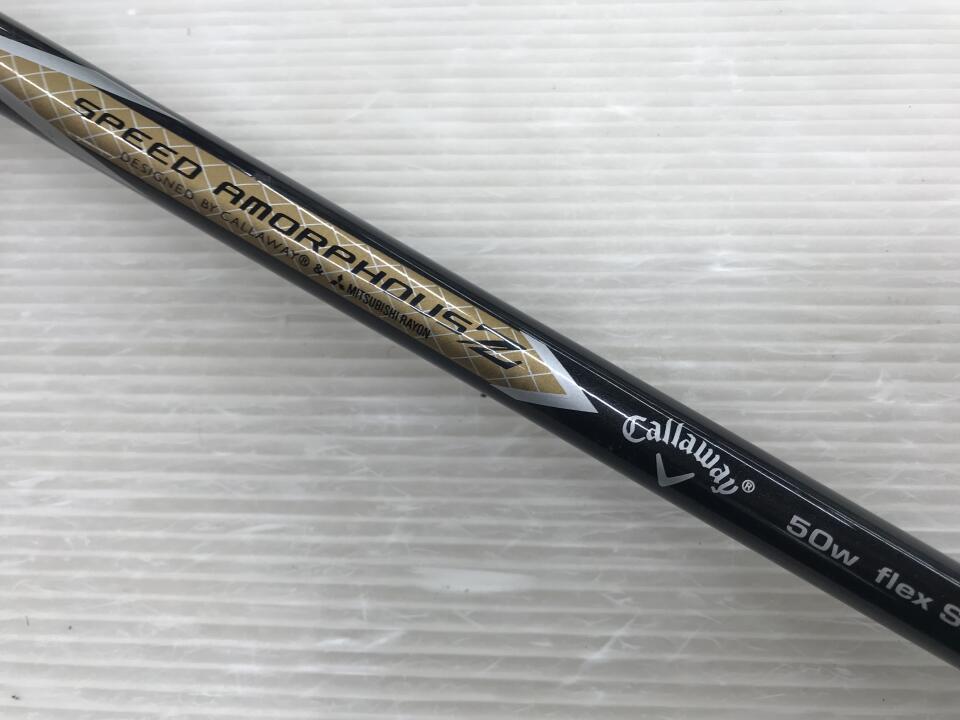 SPEED AMORPHOUS Z
DESIGNED BY CALLAWAY® & MITSUBISHI RAYON
Callaway®
50w flex S